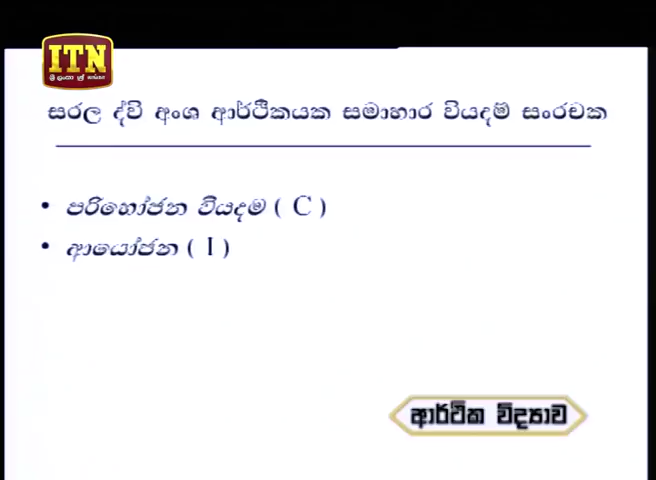 ITN
සරල ද්වි අංශ ආර්ථිකයක සමාහාර වියදම් සංරචක
• පරිභෝජන වියදම ( C )
• ආයෝජන ( I )
ආර්ථික විද්‍යාව